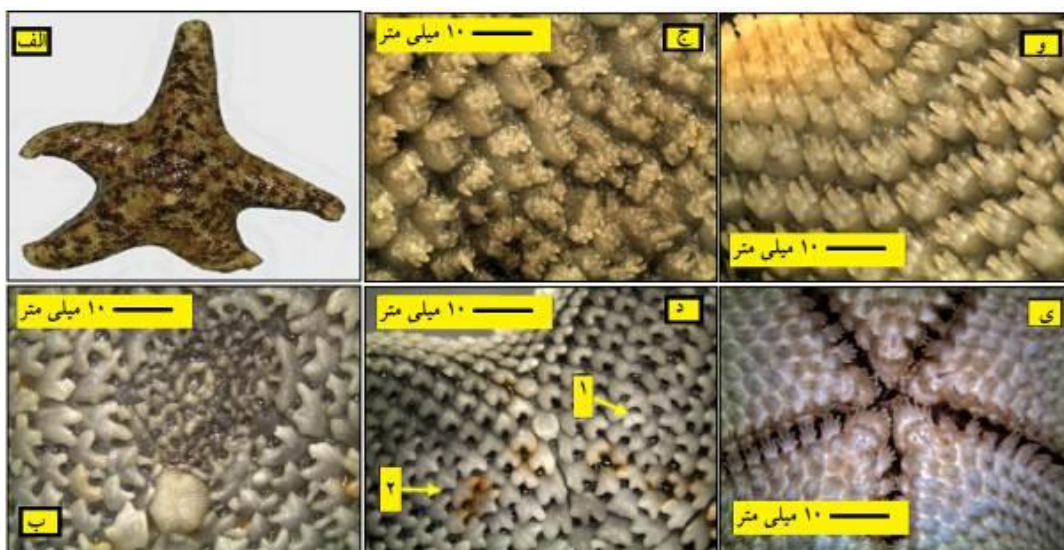 الف
۱۰ میلی متر
ج
و
۱۰ میلی متر
۱۰ میلی متر
ب
۱۰ میلی متر
د
۱
۲
ی
۱۰ میلی متر